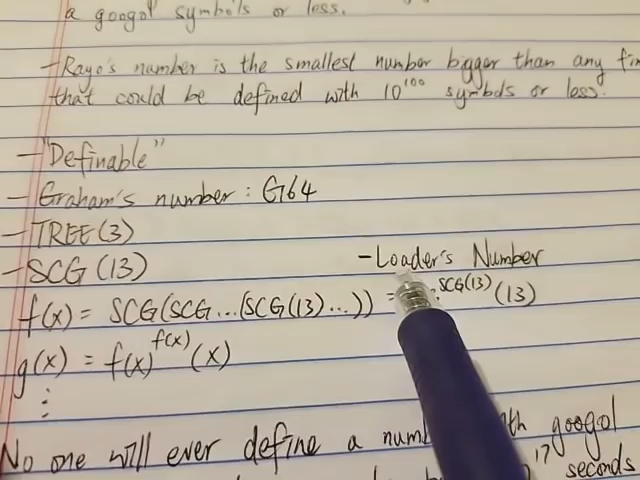 a googol symbols or less.
-Rayo's number is the smallest number bigger than any
that could be defined with 10^100 symbols or less.
-"Definable"
-Graham's number: G64
-TREE(3)
-SCG(13)
-Loader's Number
f(x) = SCG(SCG...(SCG(13)...)) = SCG(13) (13)
g(x) = f(x)^f(x) (x)
⋮
No one will ever define a googol
17 seconds